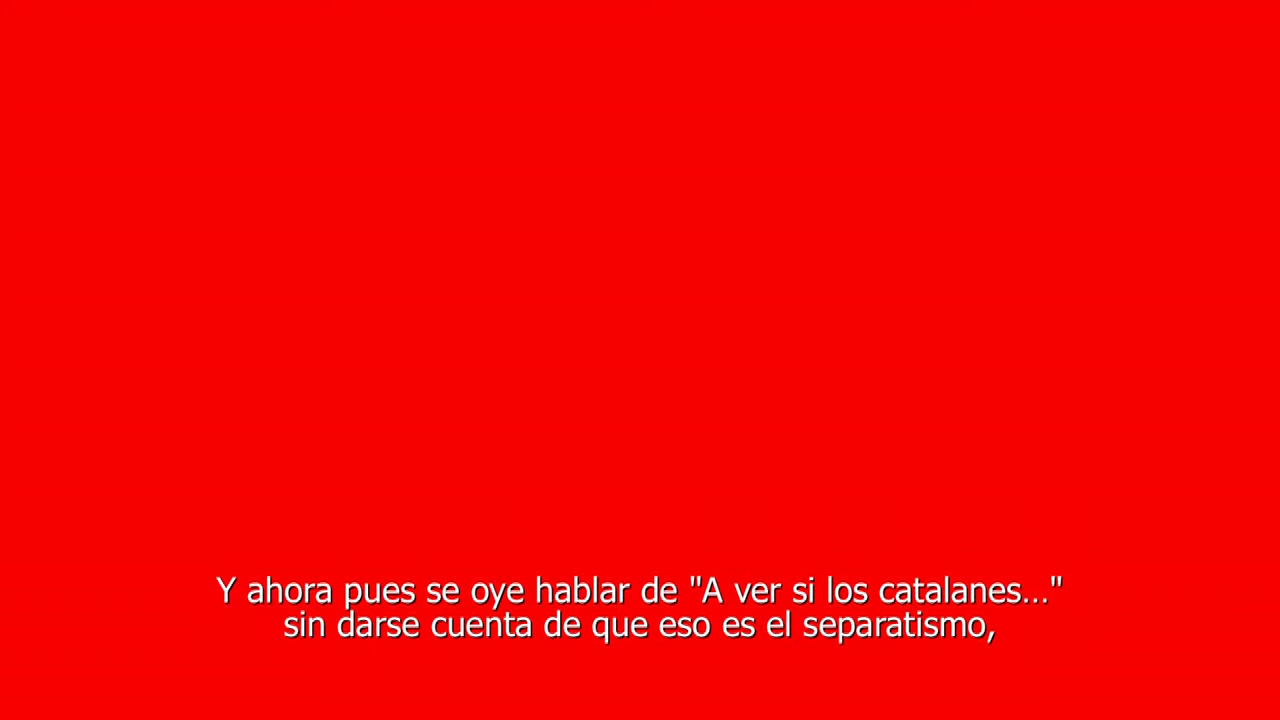 Y ahora pues se oye hablar de "A ver si los catalanes..."
sin darse cuenta de que eso es el separatismo,